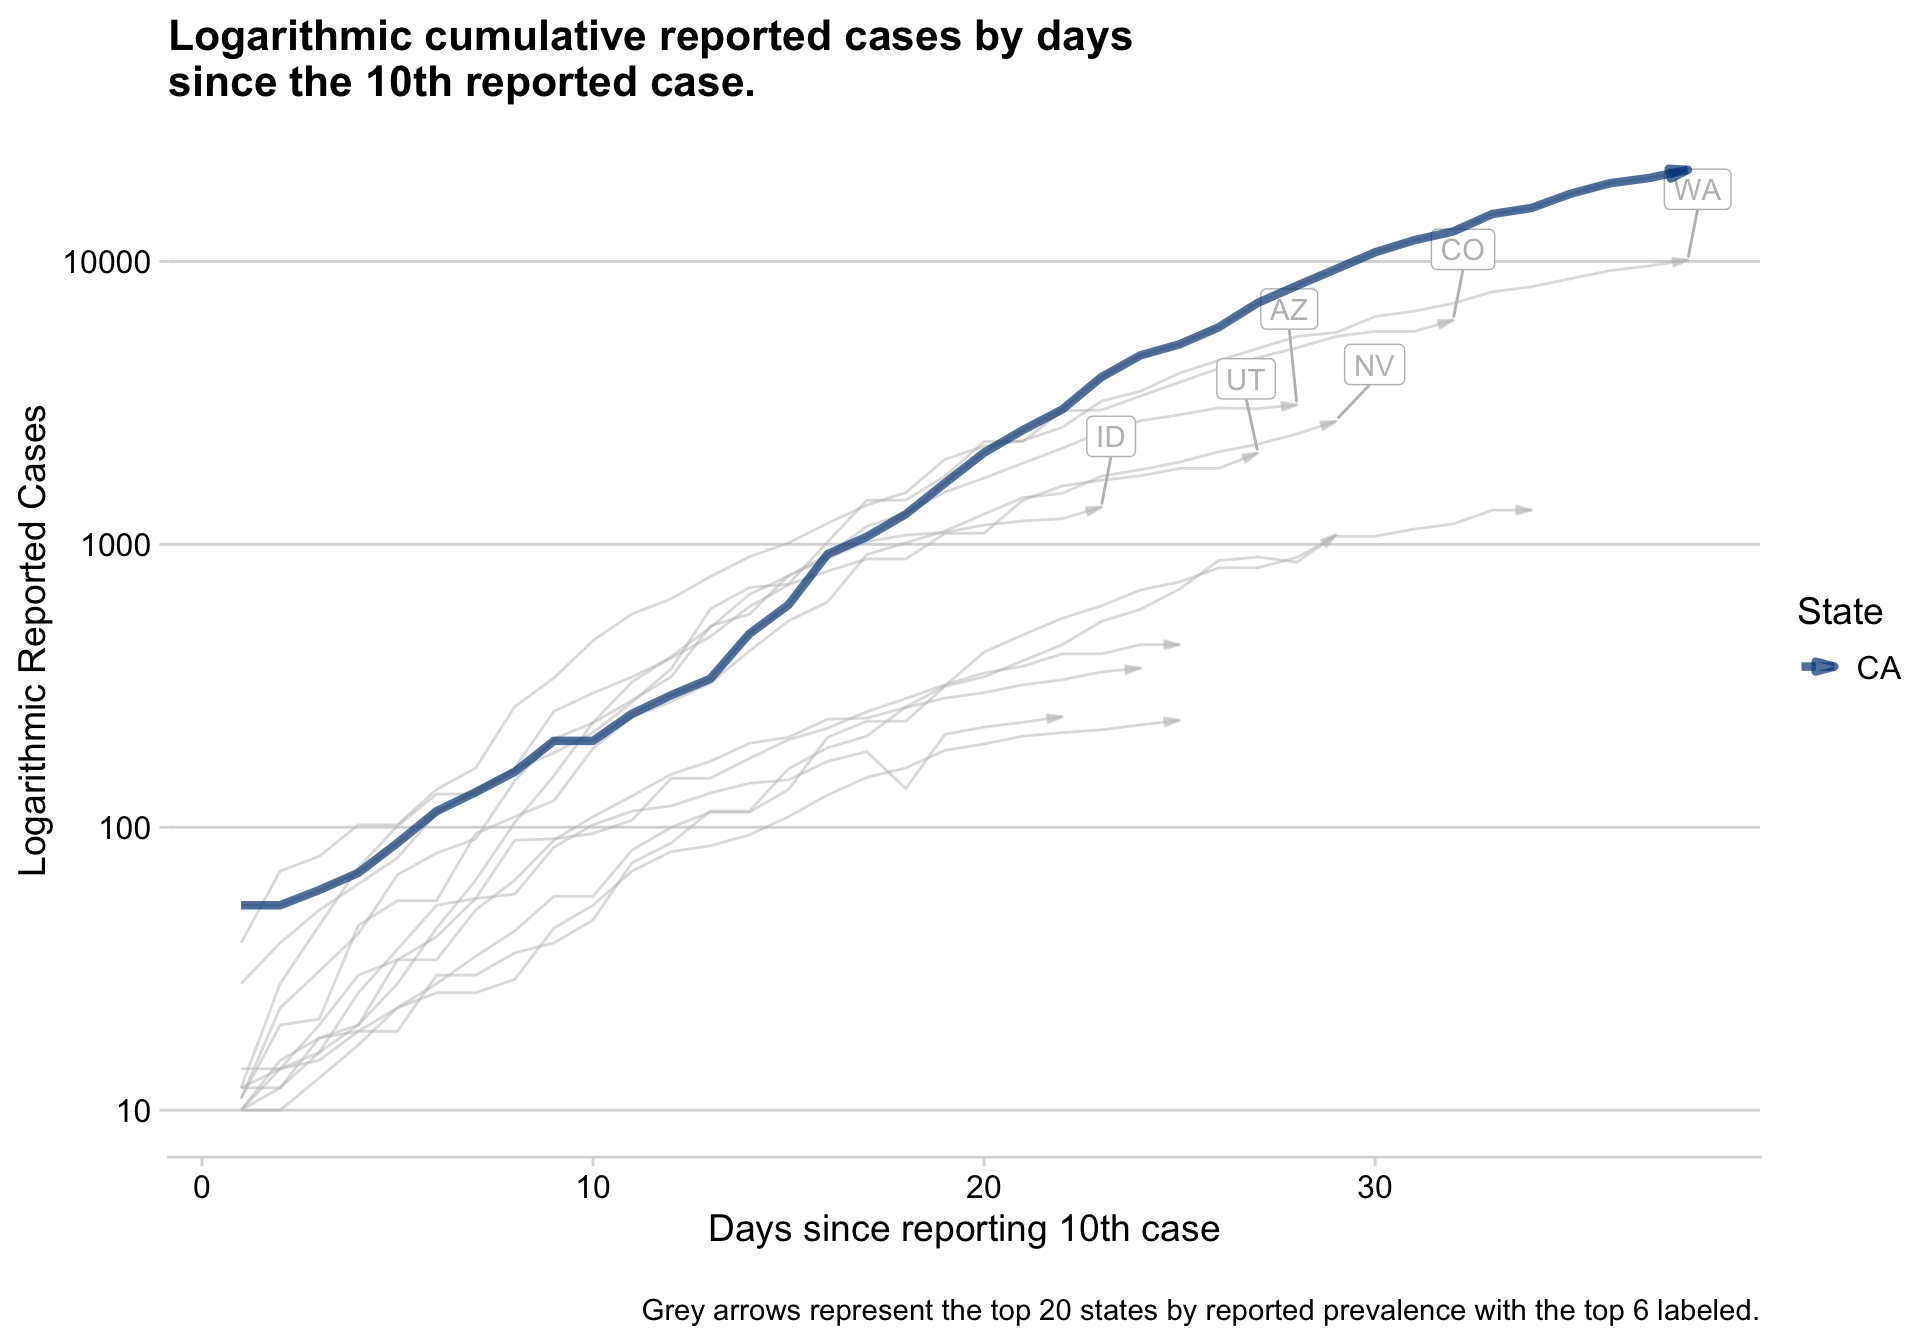 Logarithmic cumulative reported cases by days
since the 10th reported case.
Logarithmic Reported Cases
10000
1000
100
10
WA
CO
AZ
NV
UT
ID
State
CA
0 10 20 30
Days since reporting 10th case
Grey arrows represent the top 20 states by reported prevalence with the top 6 labeled.